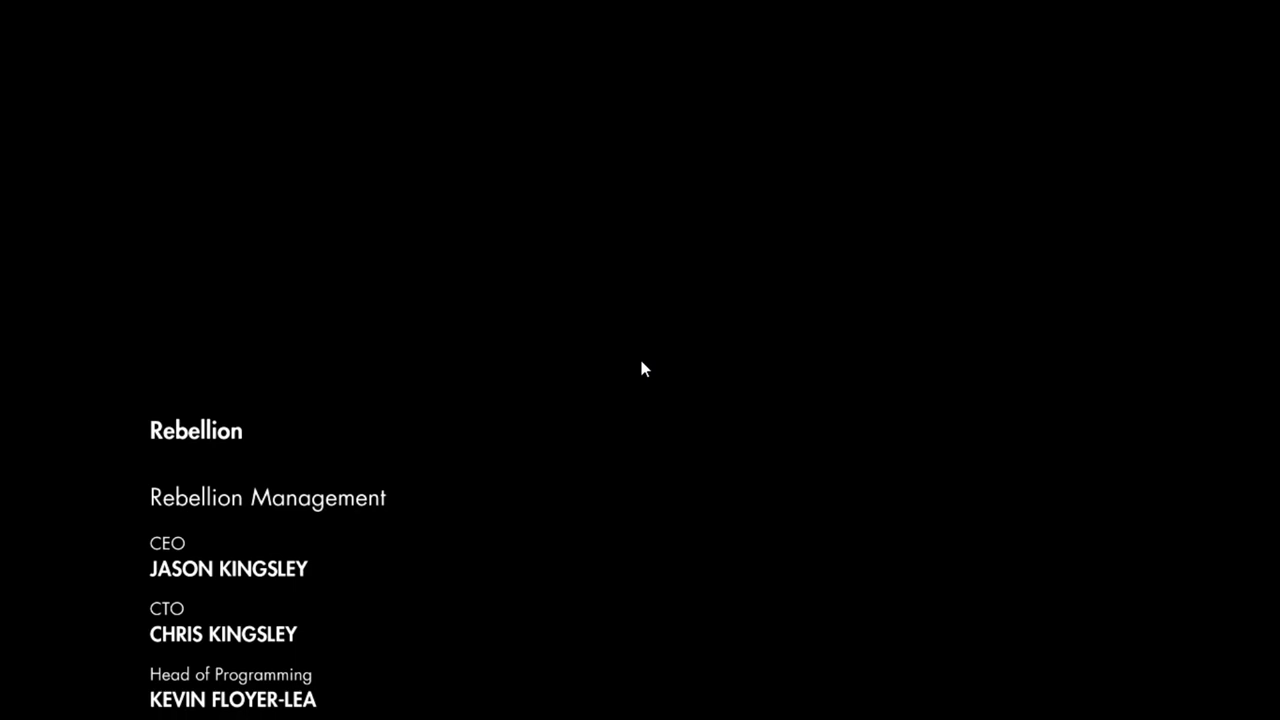 Rebellion
Rebellion Management
CEO
JASON KINGSLEY
CTO
CHRIS KINGSLEY
Head of Programming
KEVIN FLOYER-LEA